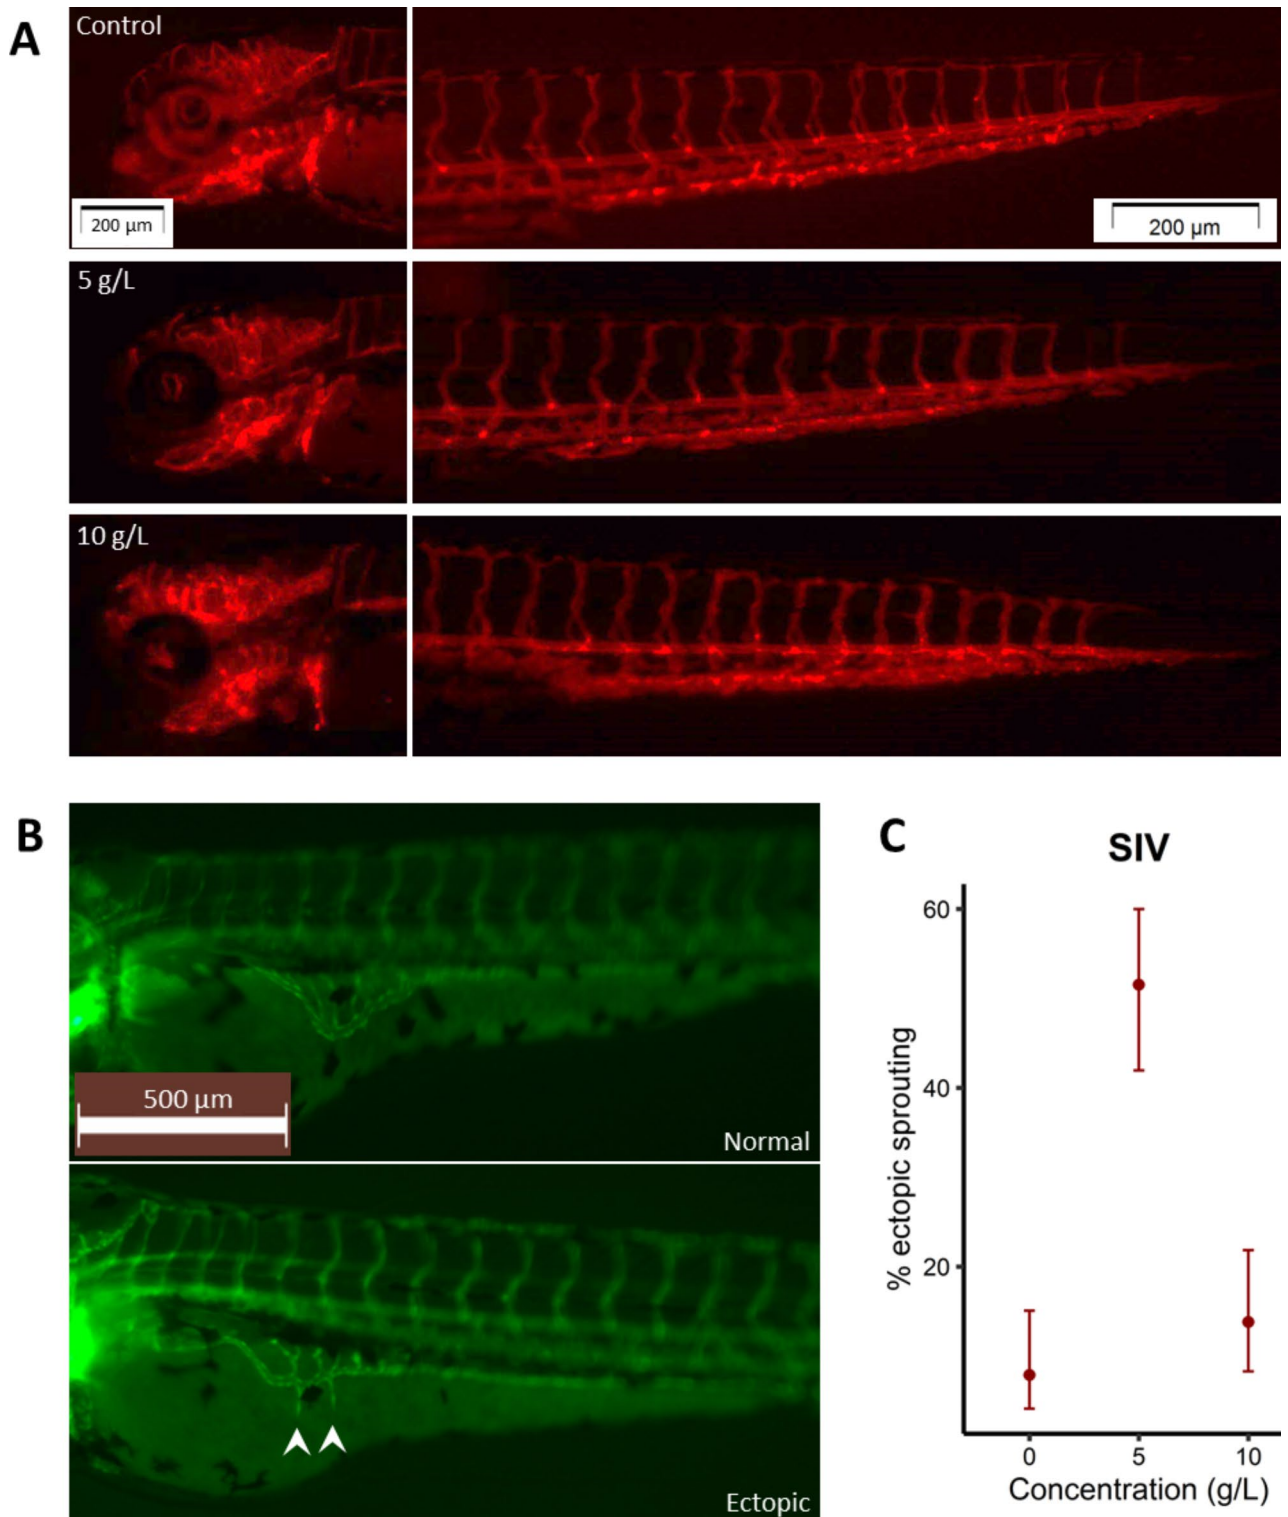 A
Control
200 µm
200 µm
5 g/L
10 g/L
B
500 µm
Normal
Ectopic
C
SIV
60
40
20
% ectopic sprouting
0
5
10
Concentration (g/L)